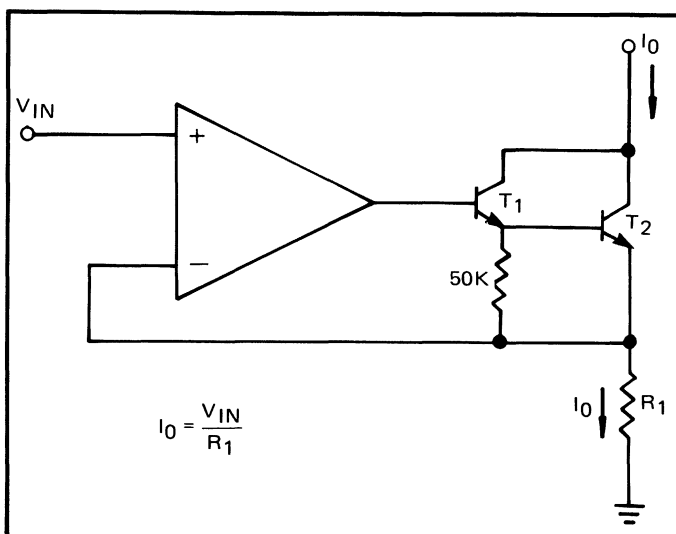 I0
VIN
+
T1
T2
−
50K
I0
R1
I0 = VIN / R1